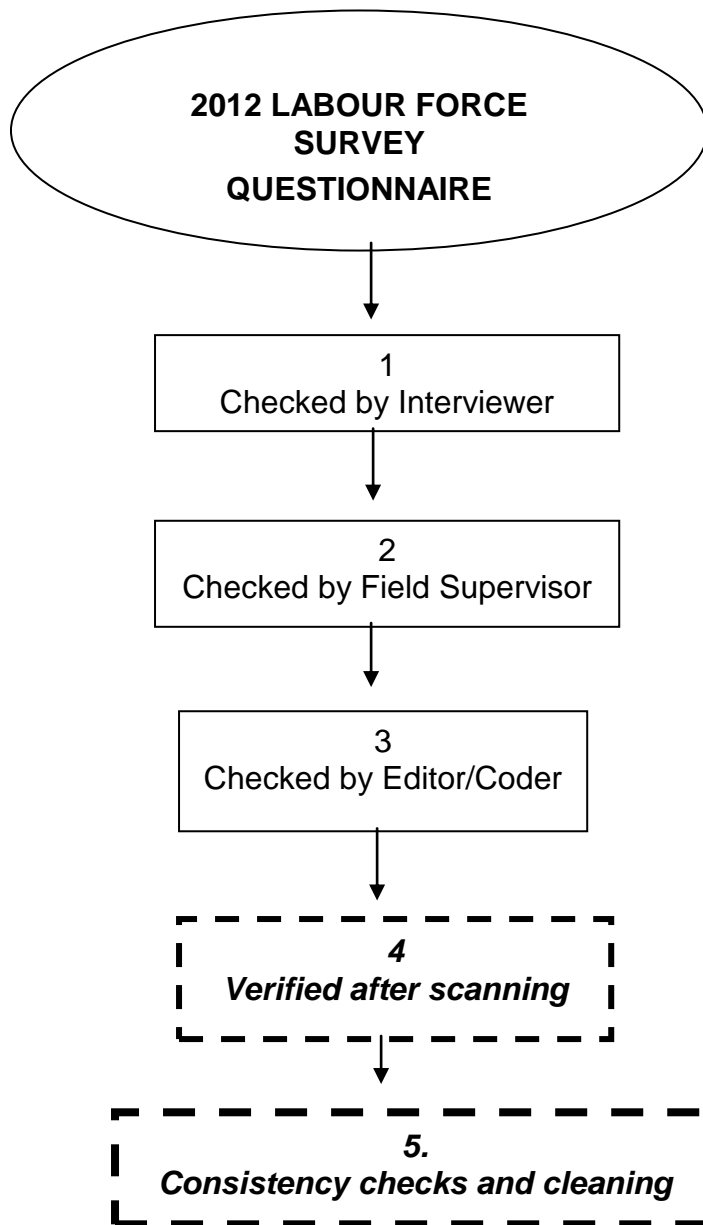 2012 LABOUR FORCE
SURVEY
QUESTIONNAIRE
1
Checked by Interviewer
2
Checked by Field Supervisor
3
Checked by Editor/Coder
4
Verified after scanning
5.
Consistency checks and cleaning